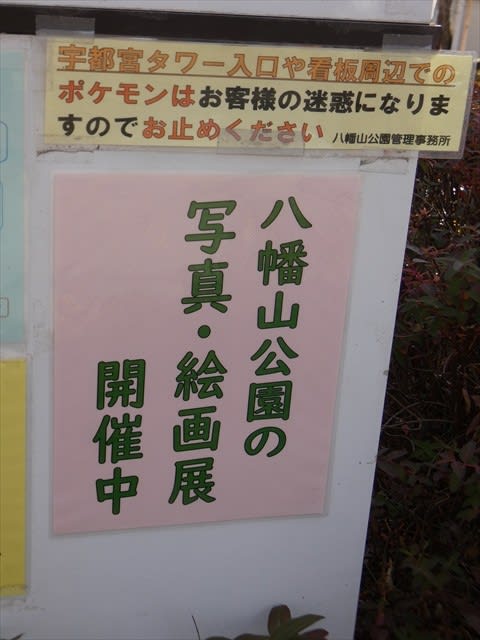 宇都宮タワー入口や看板周辺での
ポケモンはお客様の迷惑になりま
すのでお止めください 八幡山公園管理事務所
八幡山公園の
写真・絵画展
開催中